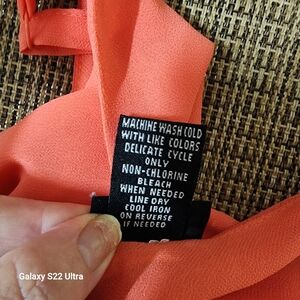 MACHINE WASH COLD
WITH LIKE COLORS
DELICATE CYCLE
ONLY
NON-CHLORINE
BLEACH
WHEN NEEDED
LINE DRY
COOL IRON
ON REVERSE
IF NEEDED
Galaxy S22 Ultra